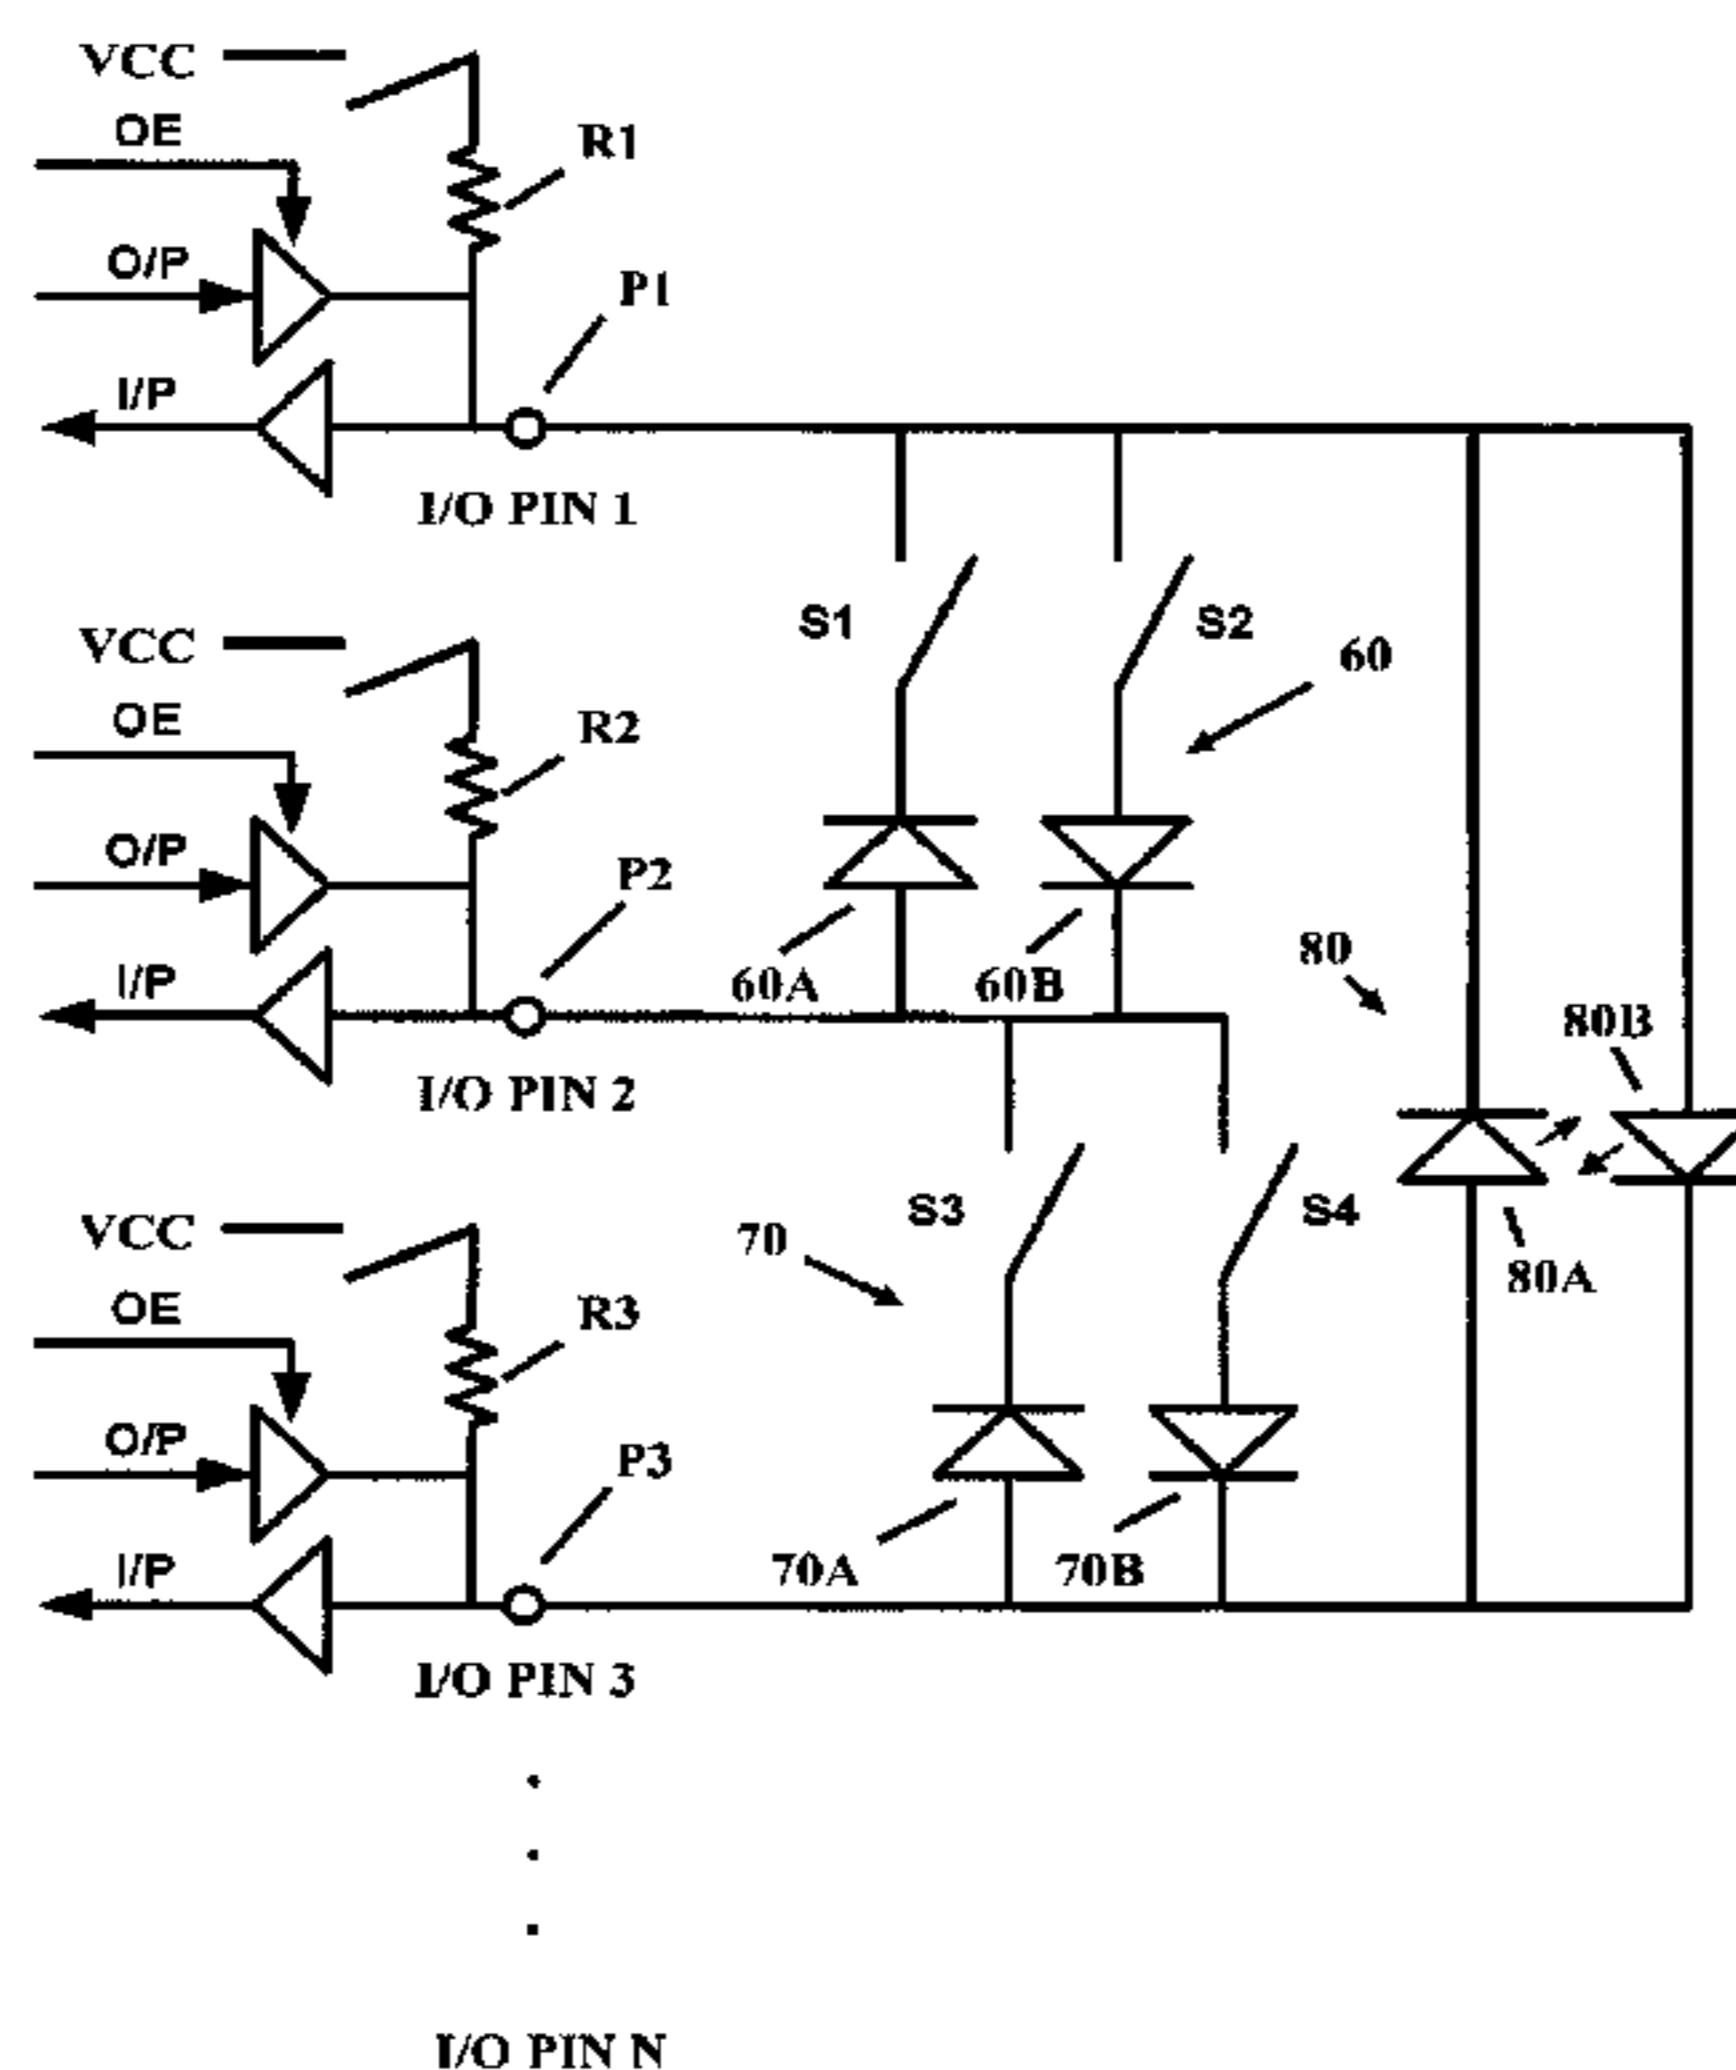 VCC
OE
R1
O/P
P1
I/P
I/O PIN 1
S1
S2
VCC
60
OE
R2
O/P
P2
60A
60B
80
I/P
80B
I/O PIN 2
VCC
S3
S4
70
80A
OE
R3
O/P
P3
I/P
70A
70B
I/O PIN 3
I/O PIN N